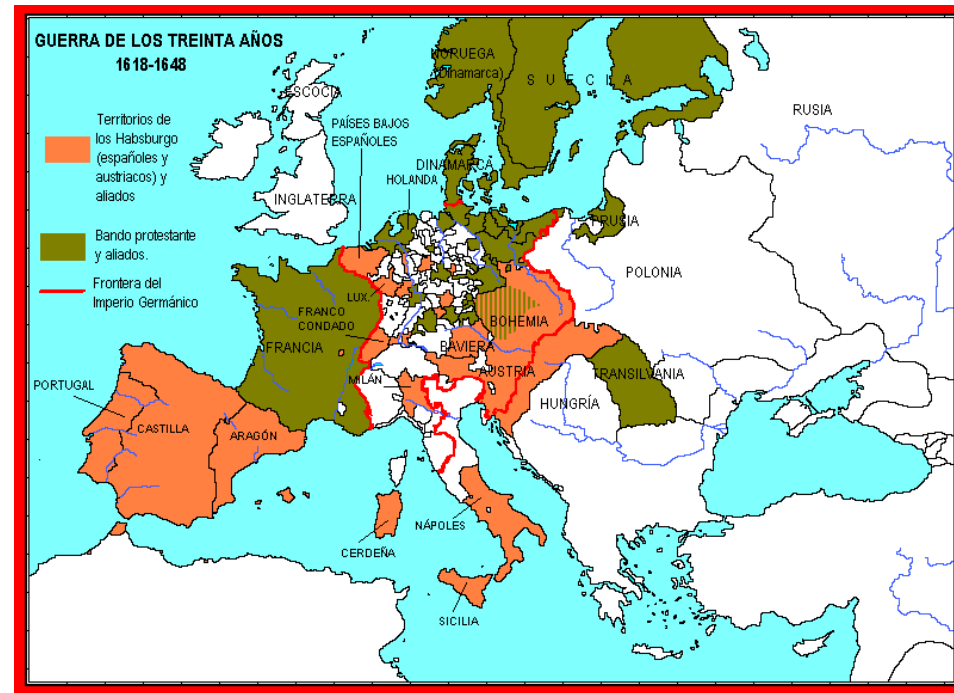 GUERRA DE LOS TREINTA AÑOS
1618-1648
Territorios de
los Habsburgo
(españoles y
austriacos) y
aliados
Bando protestante
y aliados.
Frontera del
Imperio Germánico
NORUEGA
(Dinamarca)
SUECIA
RUSIA
ESCOCIA
PAÍSES BAJOS
ESPAÑOLES
DINAMARCA
HOLANDA
INGLATERRA
PRUSIA
POLONIA
LUX.
FRANCO
CONDADO
BOHEMIA
FRANCIA
BAVIERA
AUSTRIA
TRANSILVANIA
MILÁN
HUNGRÍA
PORTUGAL
CASTILLA
ARAGÓN
NÁPOLES
CERDEÑA
SICILIA